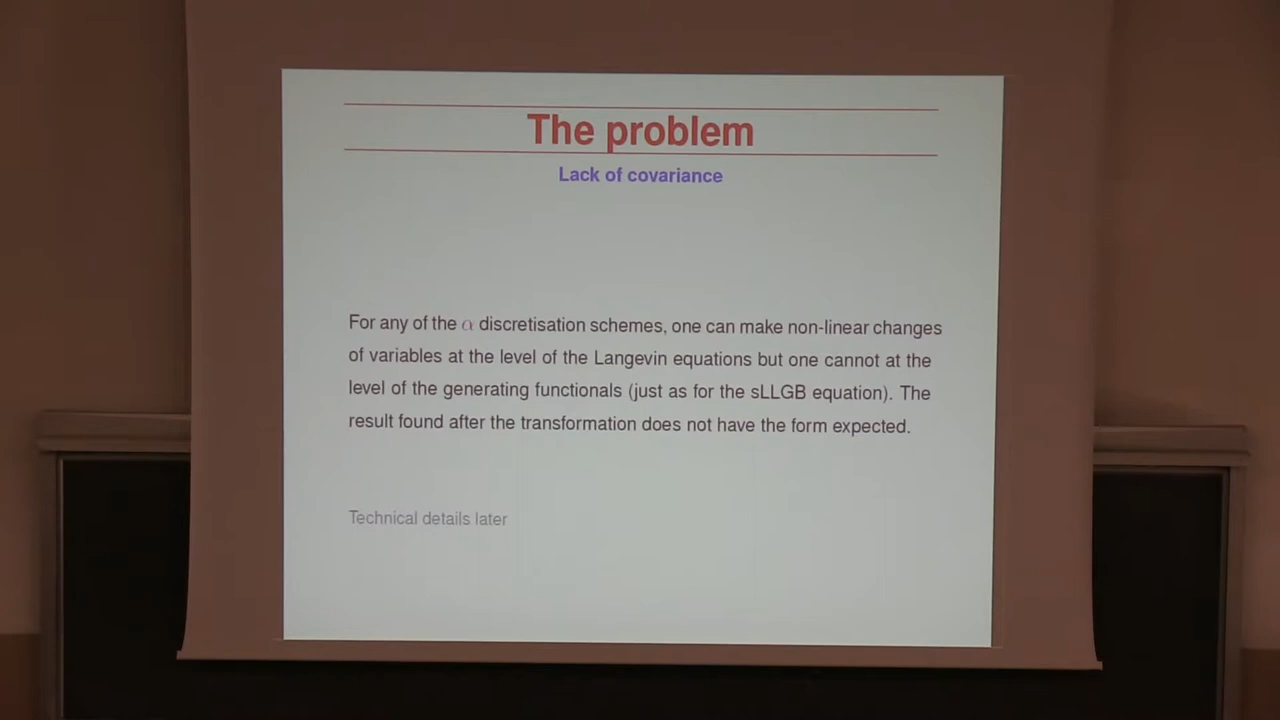 The problem
Lack of covariance
For any of the α discretisation schemes, one can make non-linear changes
of variables at the level of the Langevin equations but one cannot at the
level of the generating functionals (just as for the sLLGB equation). The
result found after the transformation does not have the form expected.
Technical details later